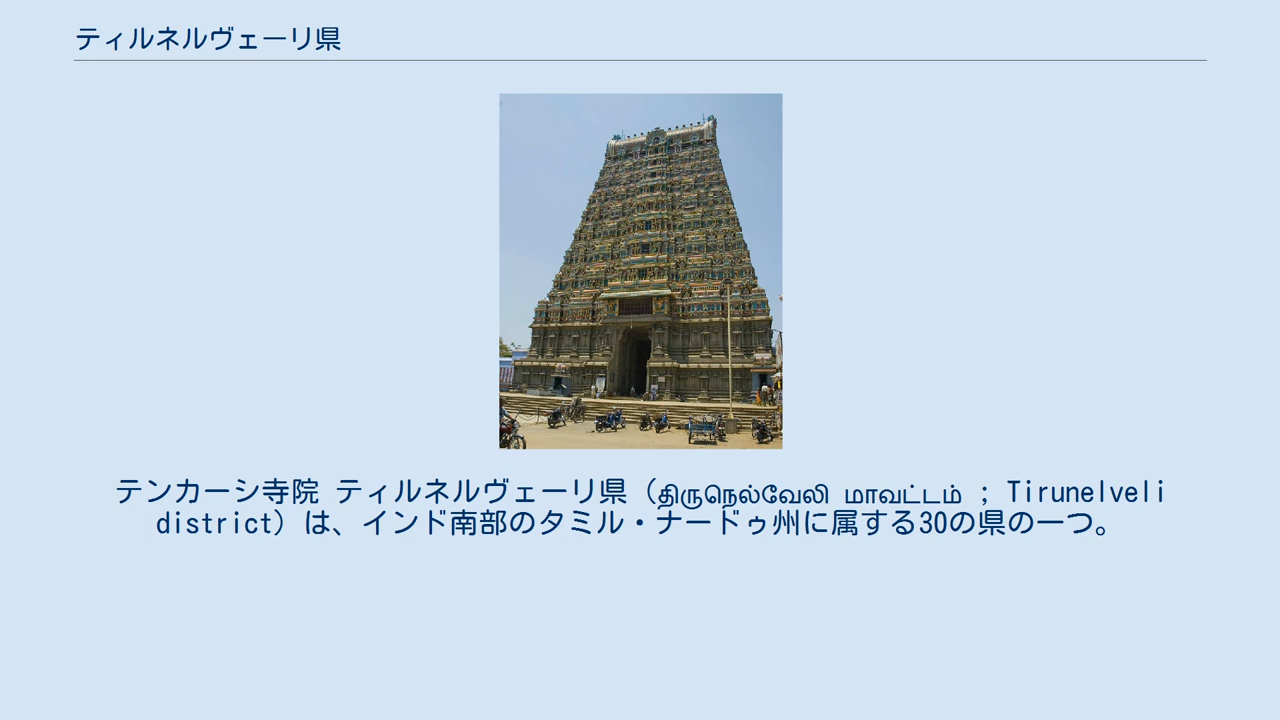 ティルネルヴェーリ県
テンカーシ寺院 ティルネルヴェーリ県（திருநெல்வேலி மாவட்டம் ; Tirunelveli
district）は、インド南部のタミル・ナードゥ州に属する30の県の一つ。